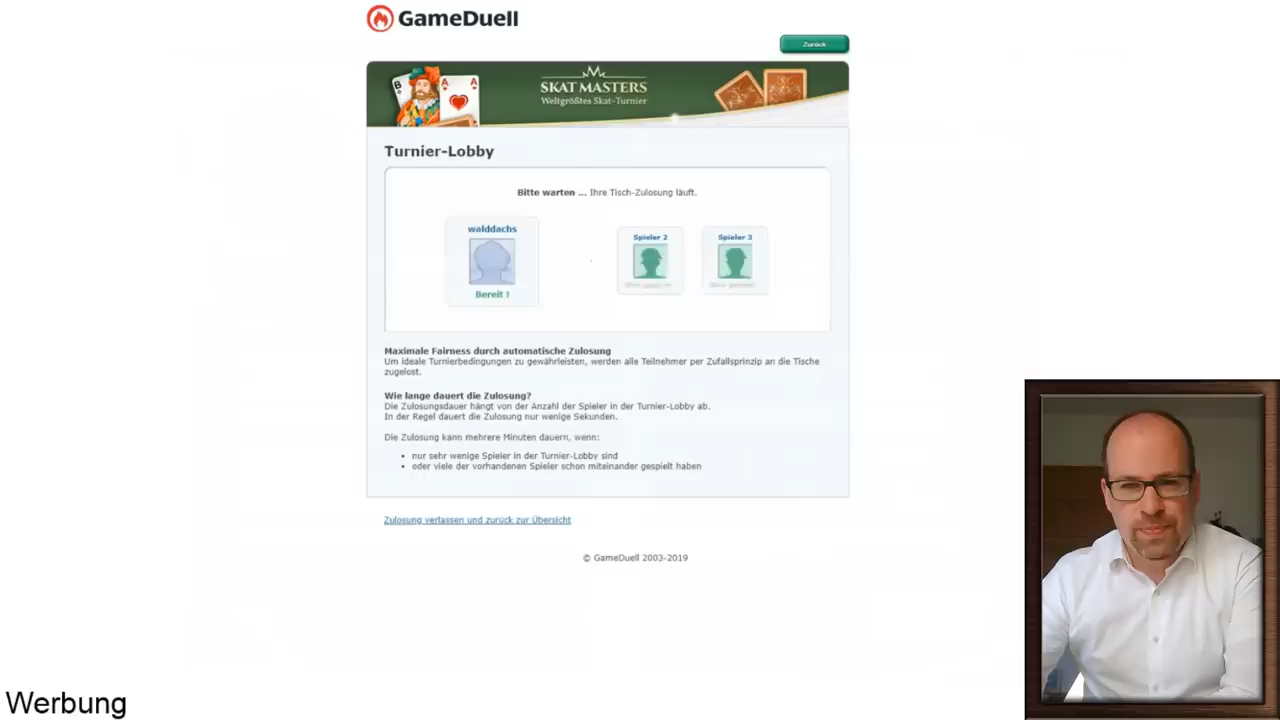 GameDuell
Zurück
SKAT MASTERS
Weltgrößtes Skat-Turnier
Turnier-Lobby
Bitte warten ... Ihre Tisch-Zulosung läuft.
walddachs
Bereit !
Spieler 2
Spieler 3
Maximale Fairness durch automatische Zulosung
Um ideale Turnierbedingungen zu gewährleisten, werden alle Teilnehmer per Zufallsprinzip an die Tische
zugelost.
Wie lange dauert die Zulosung?
Die Zulosungsdauer hängt von der Anzahl der Spieler in der Turnier-Lobby ab.
In der Regel dauert die Zulosung nur wenige Sekunden.
Die Zulosung kann mehrere Minuten dauern, wenn:
• nur sehr wenige Spieler in der Turnier-Lobby sind
• oder viele der vorhandenen Spieler schon miteinander gespielt haben
Zulosung verlassen und zurück zur Übersicht
© GameDuell 2003-2019
Werbung